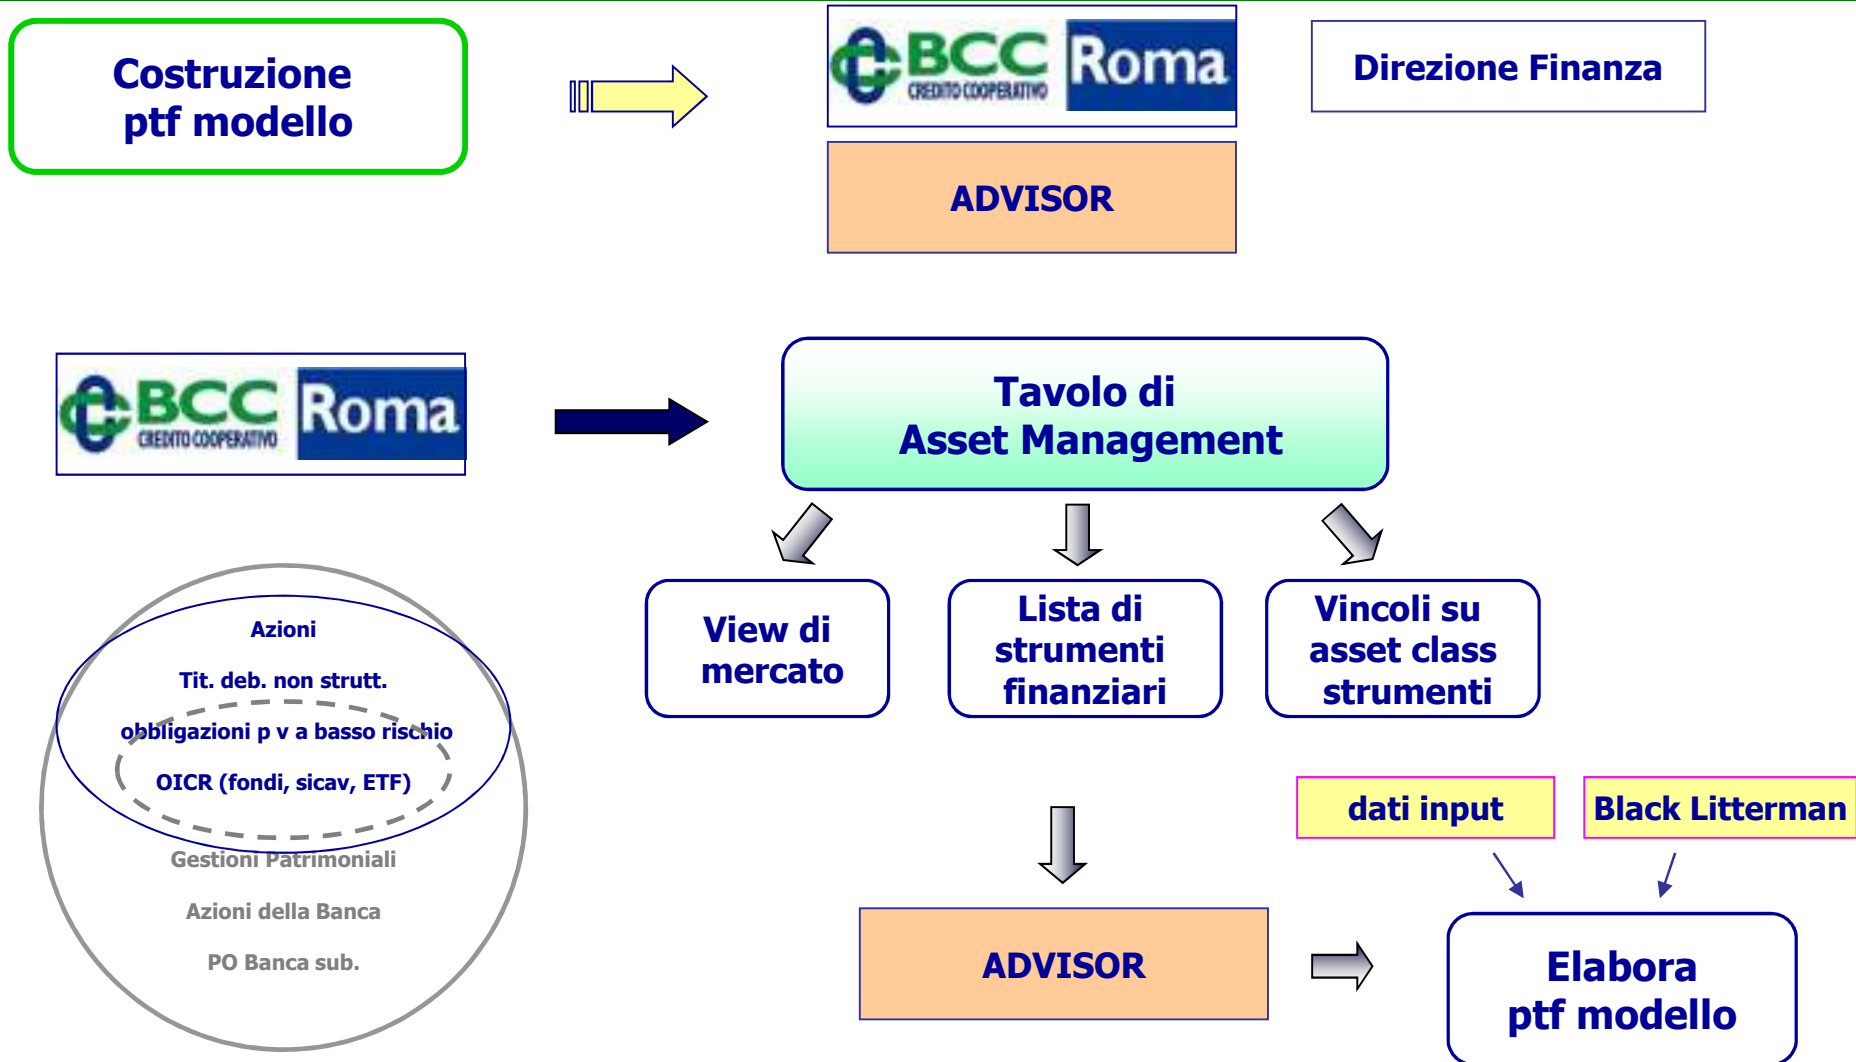 Costruzione
ptf modello
BCC Roma
CREDITO COOPERATIVO
Direzione Finanza
ADVISOR
BCC Roma
CREDITO COOPERATIVO
Tavolo di
Asset Management
View di
mercato
Lista di
strumenti
finanziari
Vincoli su
asset class
strumenti
Azioni
Tit. deb. non strutt.
obbligazioni p v a basso rischio
OICR (fondi, sicav, ETF)
Gestioni Patrimoniali
Azioni della Banca
PO Banca sub.
dati input
Black Litterman
ADVISOR
Elabora
ptf modello